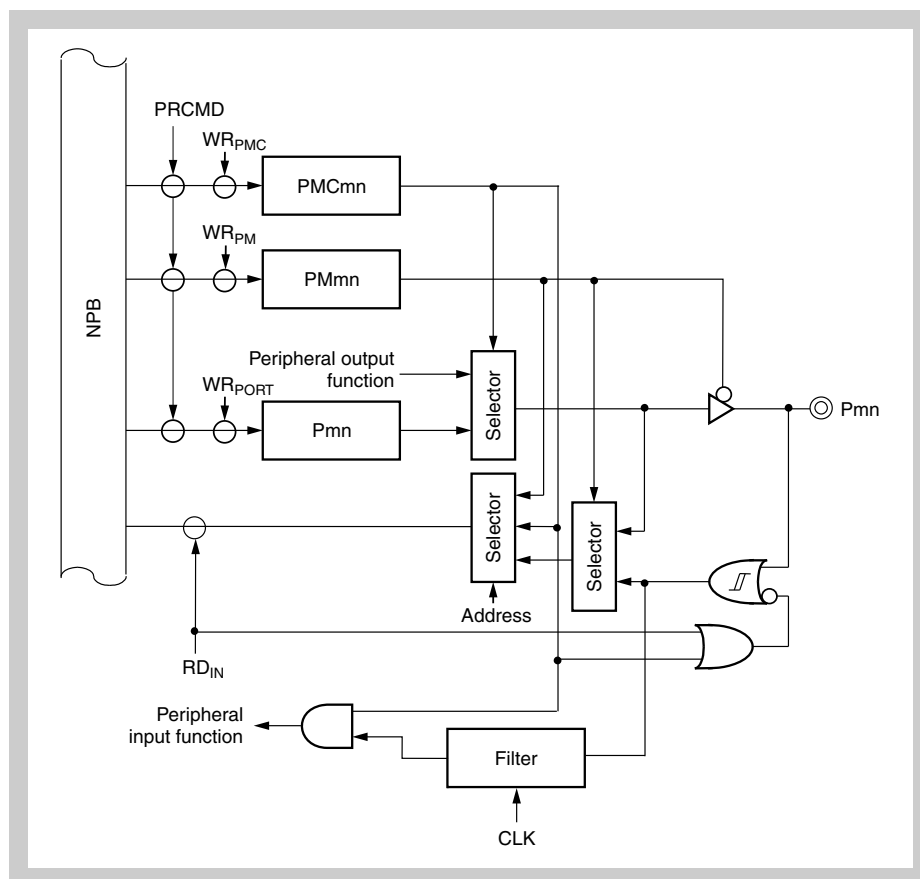 PRCMD
WRPMC
PMCmn
WRPM
PMmn
NPB
Peripheral output
function
Selector
WRPORT
Pmn
Pmn
Selector
Selector
Address
RDIN
Peripheral
input function
Filter
CLK